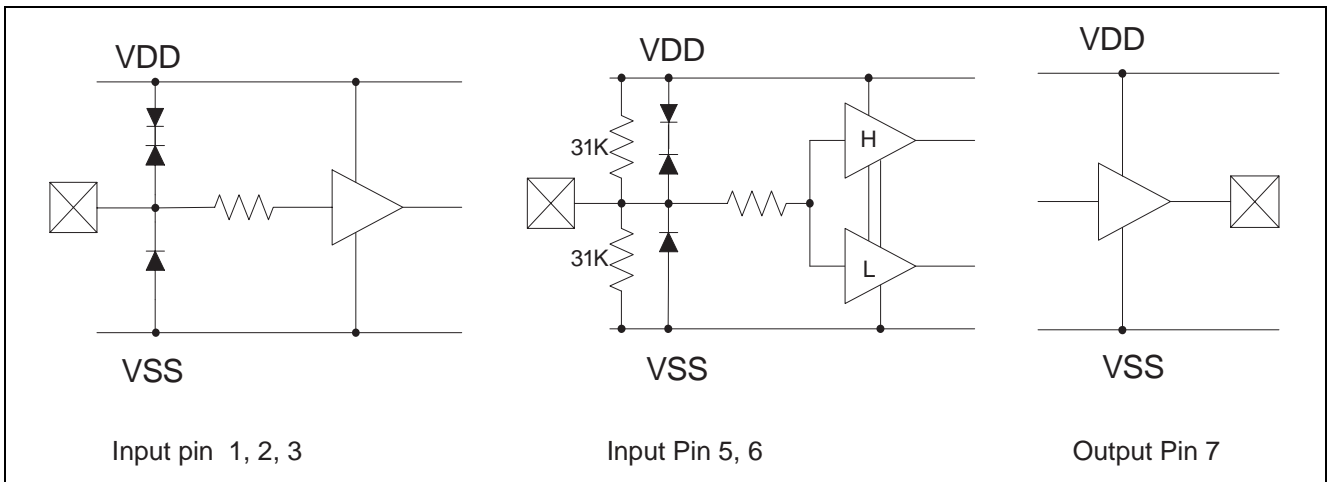 VDD
VDD
VDD
31K
H
31K
L
VSS
VSS
VSS
Input pin 1, 2, 3
Input Pin 5, 6
Output Pin 7